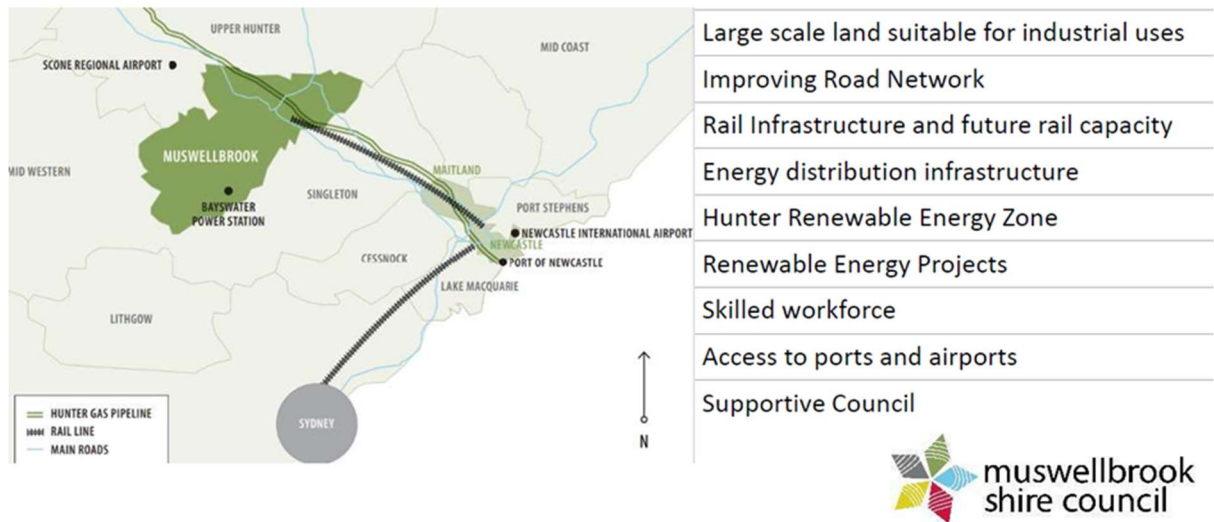 UPPER HUNTER
MID COAST
SCONE REGIONAL AIRPORT
MUSWELLBROOK
MID WESTERN
MAITLAND
SINGLETON
BAYSWATER
POWER STATION
PORT STEPHENS
NEWCASTLE INTERNATIONAL AIRPORT
NEWCASTLE
CESSNOCK
PORT OF NEWCASTLE
LAKE MACQUARIE
LITHGOW
SYDNEY
HUNTER GAS PIPELINE
RAIL LINE
MAIN ROADS
N
Large scale land suitable for industrial uses
Improving Road Network
Rail Infrastructure and future rail capacity
Energy distribution infrastructure
Hunter Renewable Energy Zone
Renewable Energy Projects
Skilled workforce
Access to ports and airports
Supportive Council
muswellbrook
shire council